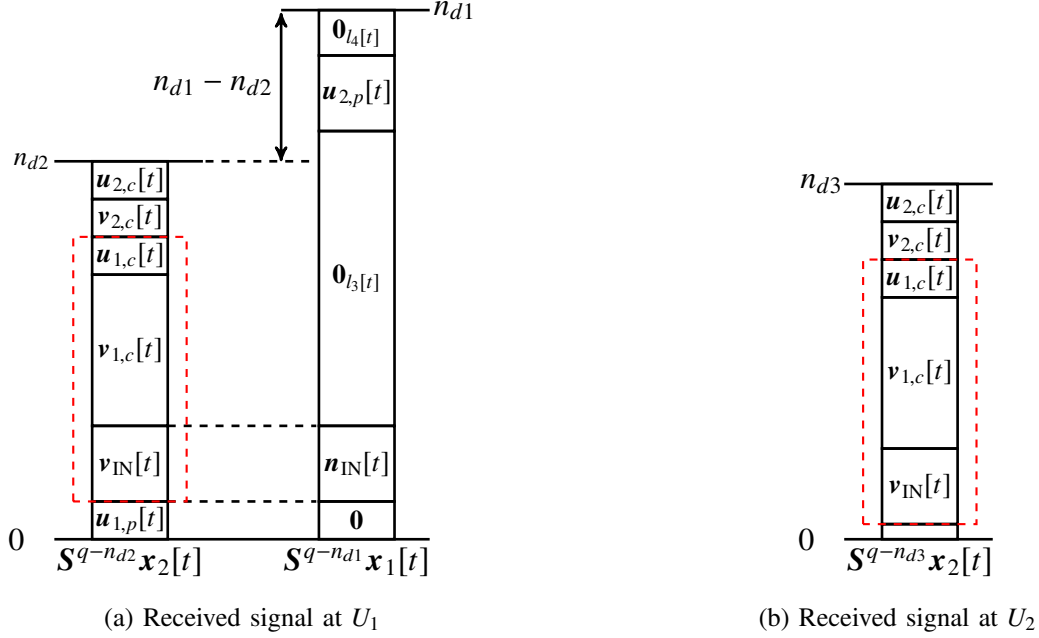 n_{d1}
0_{l_4[t]}
n_{d1} − n_{d2}
u_{2,p}[t]
n_{d2}
u_{2,c}[t]
v_{2,c}[t]
u_{1,c}[t]
0_{l_3[t]}
v_{1,c}[t]
v_{IN}[t]
n_{IN}[t]
u_{1,p}[t]
0
0
S^{q−n_{d2}} x_2[t]
S^{q−n_{d1}} x_1[t]
(a) Received signal at U_1
n_{d3}
u_{2,c}[t]
v_{2,c}[t]
u_{1,c}[t]
v_{1,c}[t]
v_{IN}[t]
0
S^{q−n_{d3}} x_2[t]
(b) Received signal at U_2